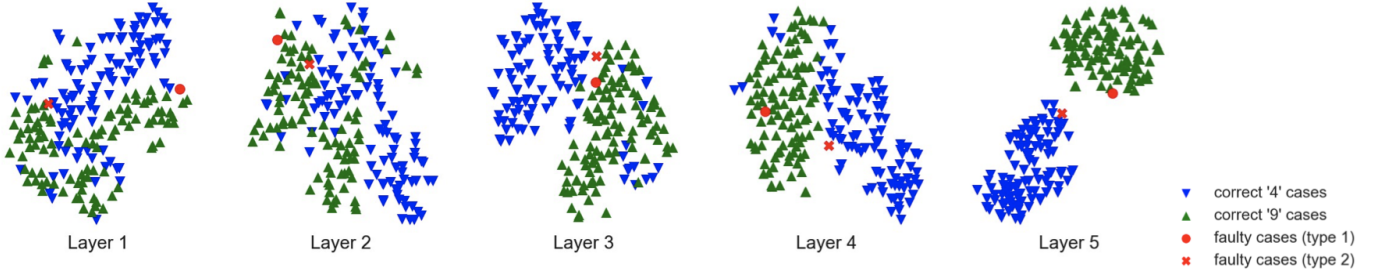 Layer 1
Layer 2
Layer 3
Layer 4
Layer 5
correct '4' cases
correct '9' cases
faulty cases (type 1)
faulty cases (type 2)